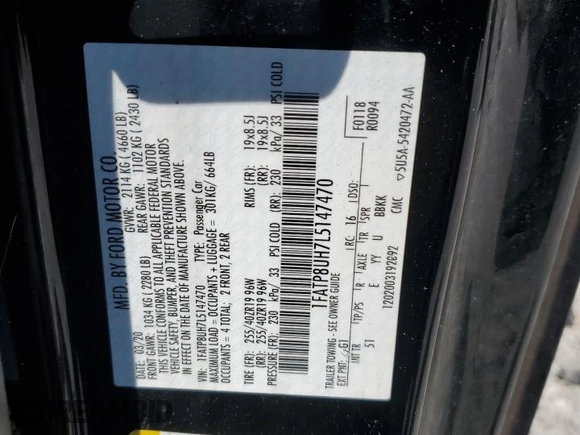 MFD. BY FORD MOTOR CO.
DATE: 03/20 GVWR: 2114 KG (4660 LB)
FRONT GAWR: 1034 KG (2280 LB) REAR GAWR: 1102 KG (2430 LB)
THIS VEHICLE CONFORMS TO ALL APPLICABLE FEDERAL MOTOR
VEHICLE SAFETY, BUMPER, AND THEFT PREVENTION STANDARDS
IN EFFECT ON THE DATE OF MANUFACTURE SHOWN ABOVE.
VIN: 1FATP8UH7L5147470 TYPE: Passenger Car
MAXIMUM LOAD = OCCUPANTS + LUGGAGE = 301KG/ 664LB
OCCUPANTS = 4 TOTAL; 2 FRONT, 2 REAR
TIRE (FR): 255/40ZR19 96W RIMS (FR): 19x8.5J
(RR): 255/40ZR19 96W (RR): 19x8.5J
PRESSURE (FR): 230 kPa/ 33 PSI COLD (RR): 230 kPa/ 33 PSI COLD
1FATP8UH7L5147470
TRAILER TOWING - SEE OWNER GUIDE F0118
EXT PNT: G1 RC: 16 DSO: R0094
INT TR TP/PS R AXLE TR SPR
51 E YY U BBKK
1202003192892 CMC 5U5A-5420472-AA